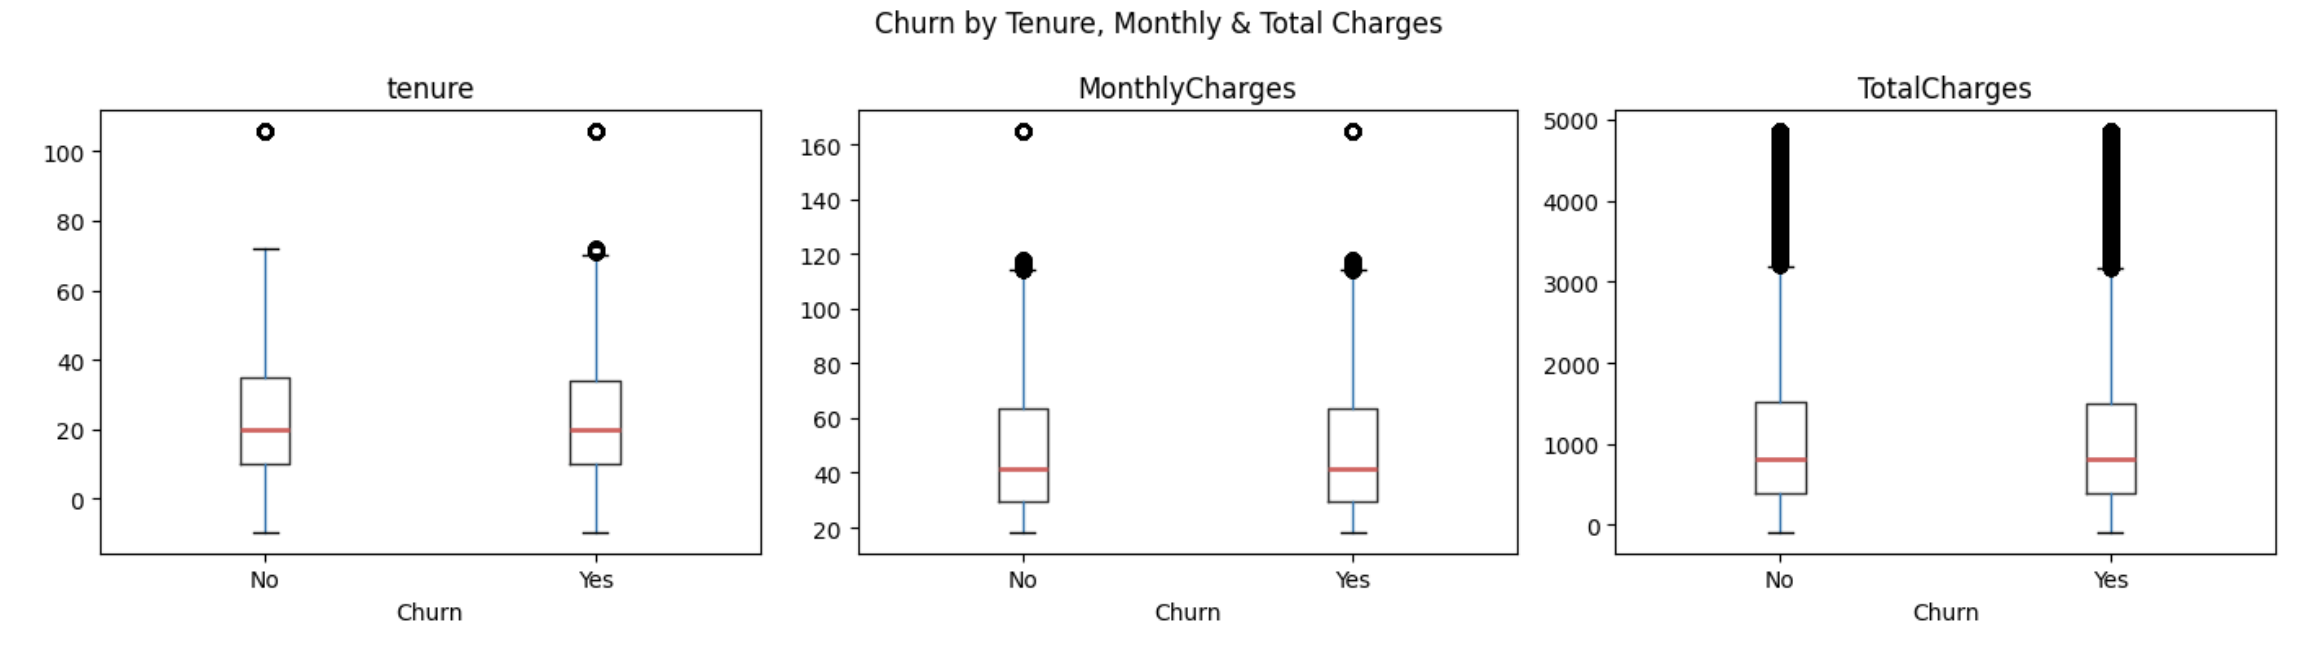 Churn by Tenure, Monthly & Total Charges
tenure
100
80
60
40
20
0
No
Yes
Churn
MonthlyCharges
160
140
120
100
80
60
40
20
No
Yes
Churn
TotalCharges
5000
4000
3000
2000
1000
0
No
Yes
Churn